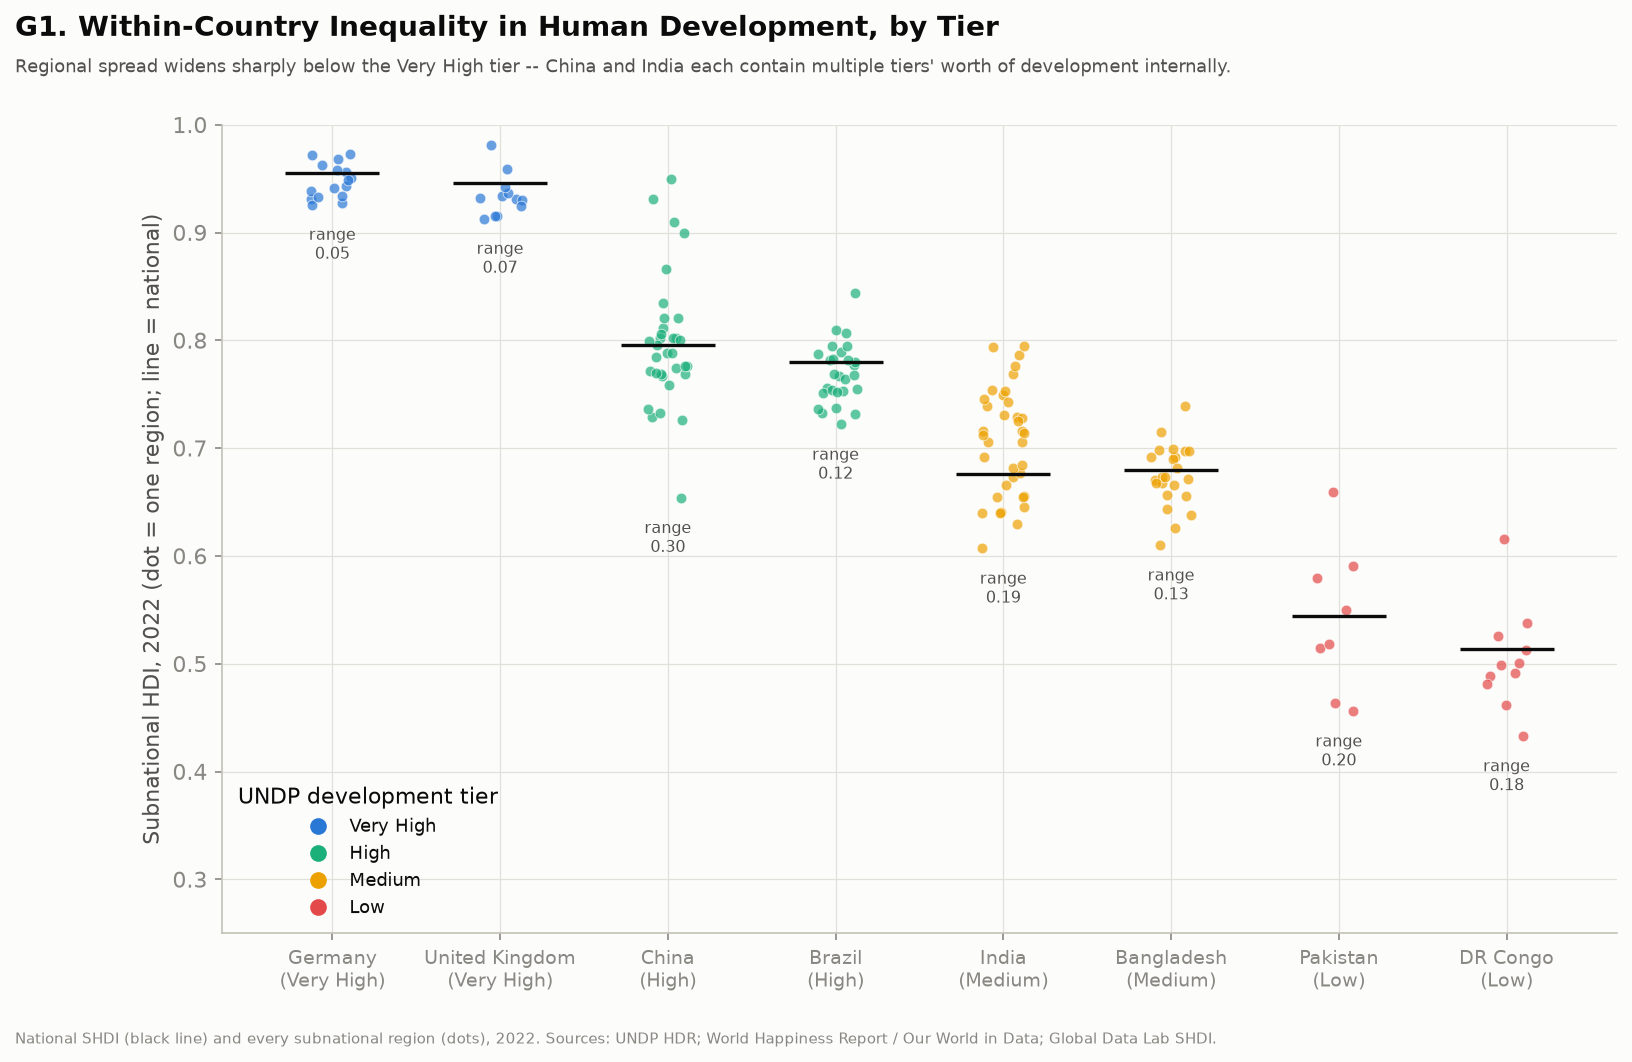 G1. Within-Country Inequality in Human Development, by Tier
Regional spread widens sharply below the Very High tier -- China and India each contain multiple tiers' worth of development internally.
Subnational HDI, 2022 (dot = one region; line = national)
1.0
0.9
0.8
0.7
0.6
0.5
0.4
0.3
range
0.05
range
0.07
range
0.30
range
0.12
range
0.19
range
0.13
range
0.20
range
0.18
UNDP development tier
Very High
High
Medium
Low
Germany
(Very High)
United Kingdom
(Very High)
China
(High)
Brazil
(High)
India
(Medium)
Bangladesh
(Medium)
Pakistan
(Low)
DR Congo
(Low)
National SHDI (black line) and every subnational region (dots), 2022. Sources: UNDP HDR; World Happiness Report / Our World in Data; Global Data Lab SHDI.